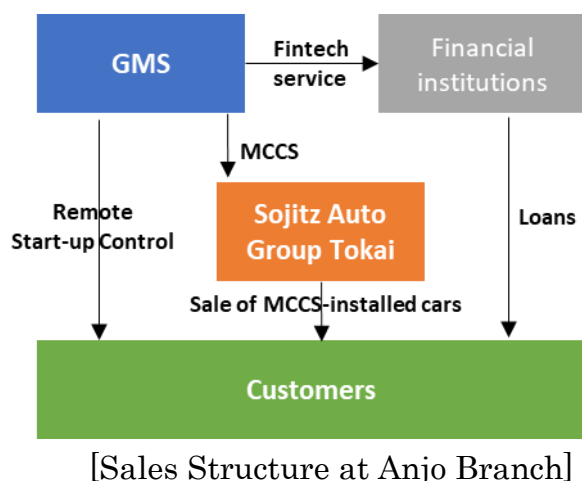 GMS
Fintech
service
Financial
institutions
MCCS
Remote
Start-up Control
Sojitz Auto
Group Tokai
Loans
Sale of MCCS-installed cars
Customers
[Sales Structure at Anjo Branch]